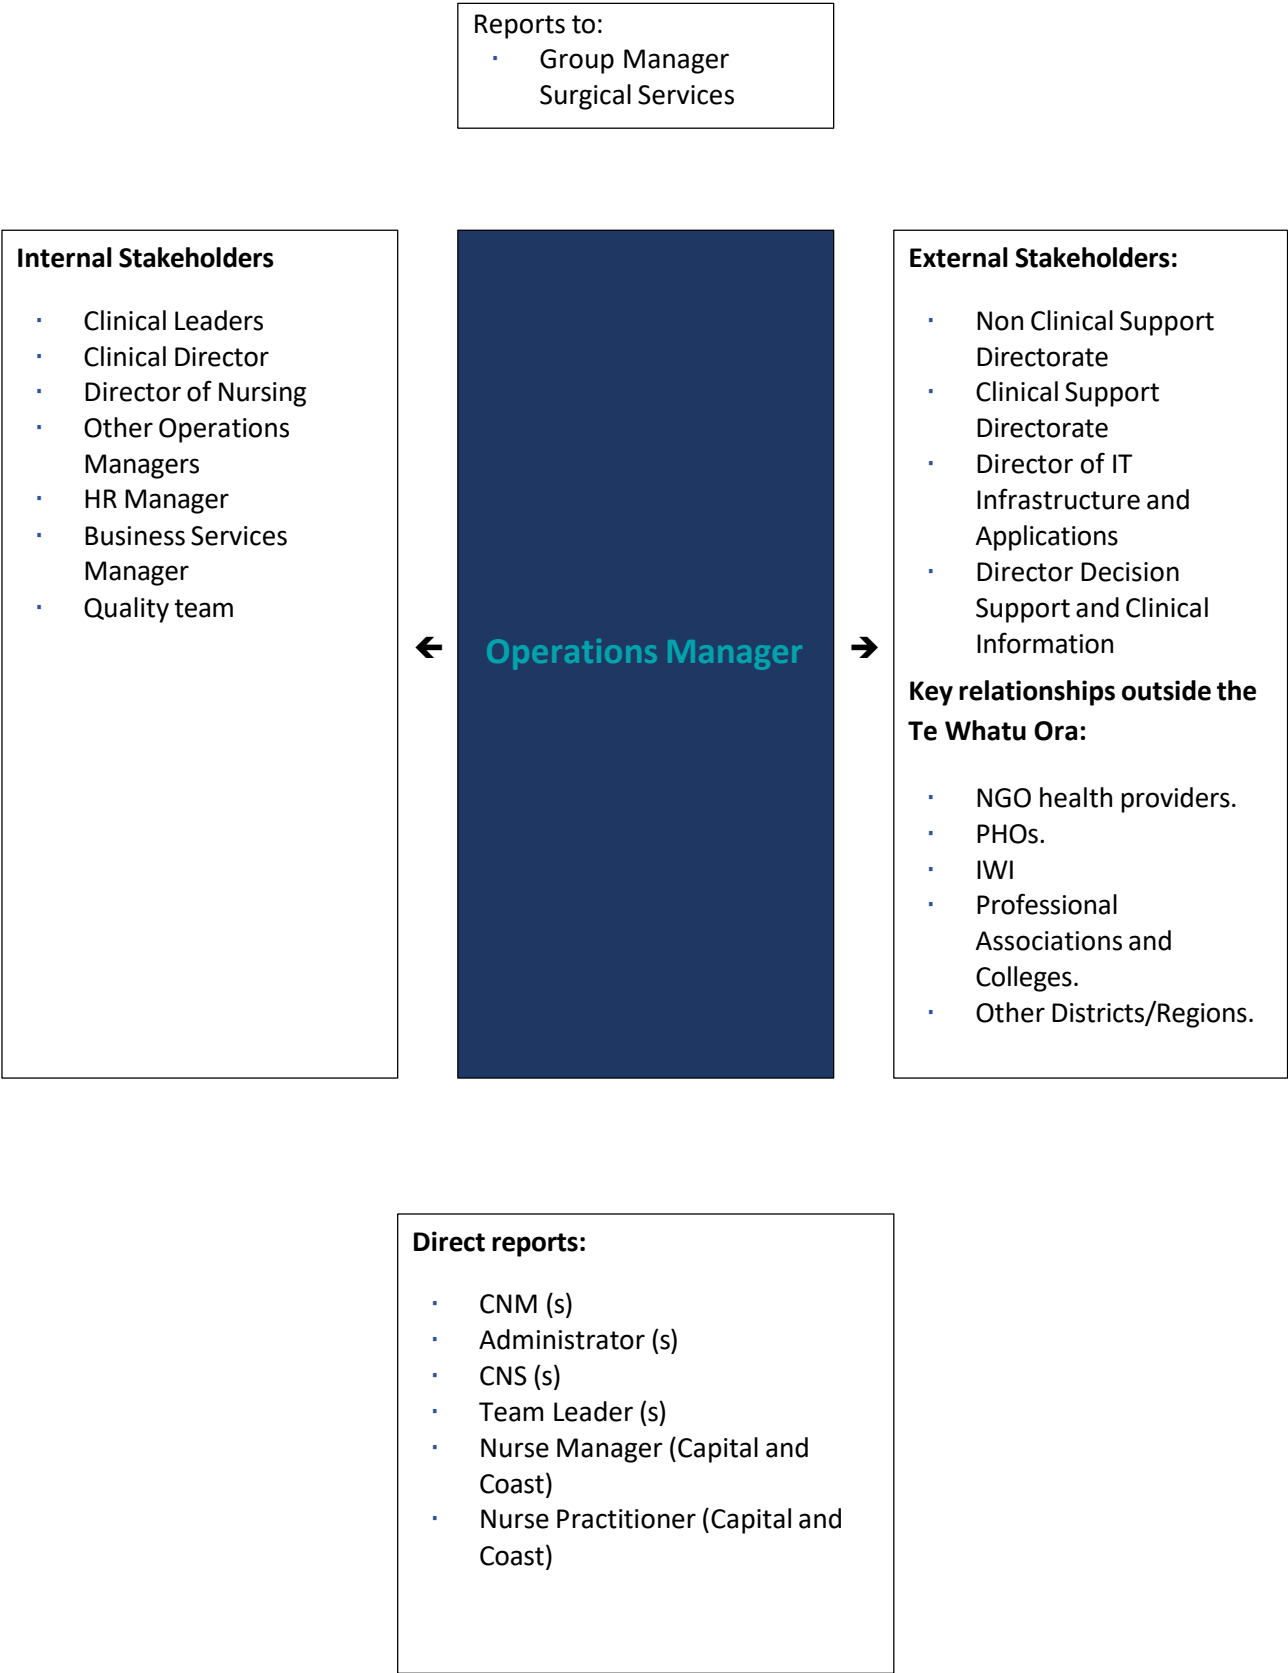 Reports to:
· Group Manager
Surgical Services
Internal Stakeholders
· Clinical Leaders
· Clinical Director
· Director of Nursing
· Other Operations
Managers
· HR Manager
· Business Services
Manager
· Quality team
🡸 Operations Manager 🡺
External Stakeholders:
· Non Clinical Support
Directorate
· Clinical Support
Directorate
· Director of IT
Infrastructure and
Applications
· Director Decision
Support and Clinical
Information
Key relationships outside the
Te Whatu Ora:
· NGO health providers.
· PHOs.
· IWI
· Professional
Associations and
Colleges.
· Other Districts/Regions.
Direct reports:
· CNM (s)
· Administrator (s)
· CNS (s)
· Team Leader (s)
· Nurse Manager (Capital and
Coast)
· Nurse Practitioner (Capital and
Coast)